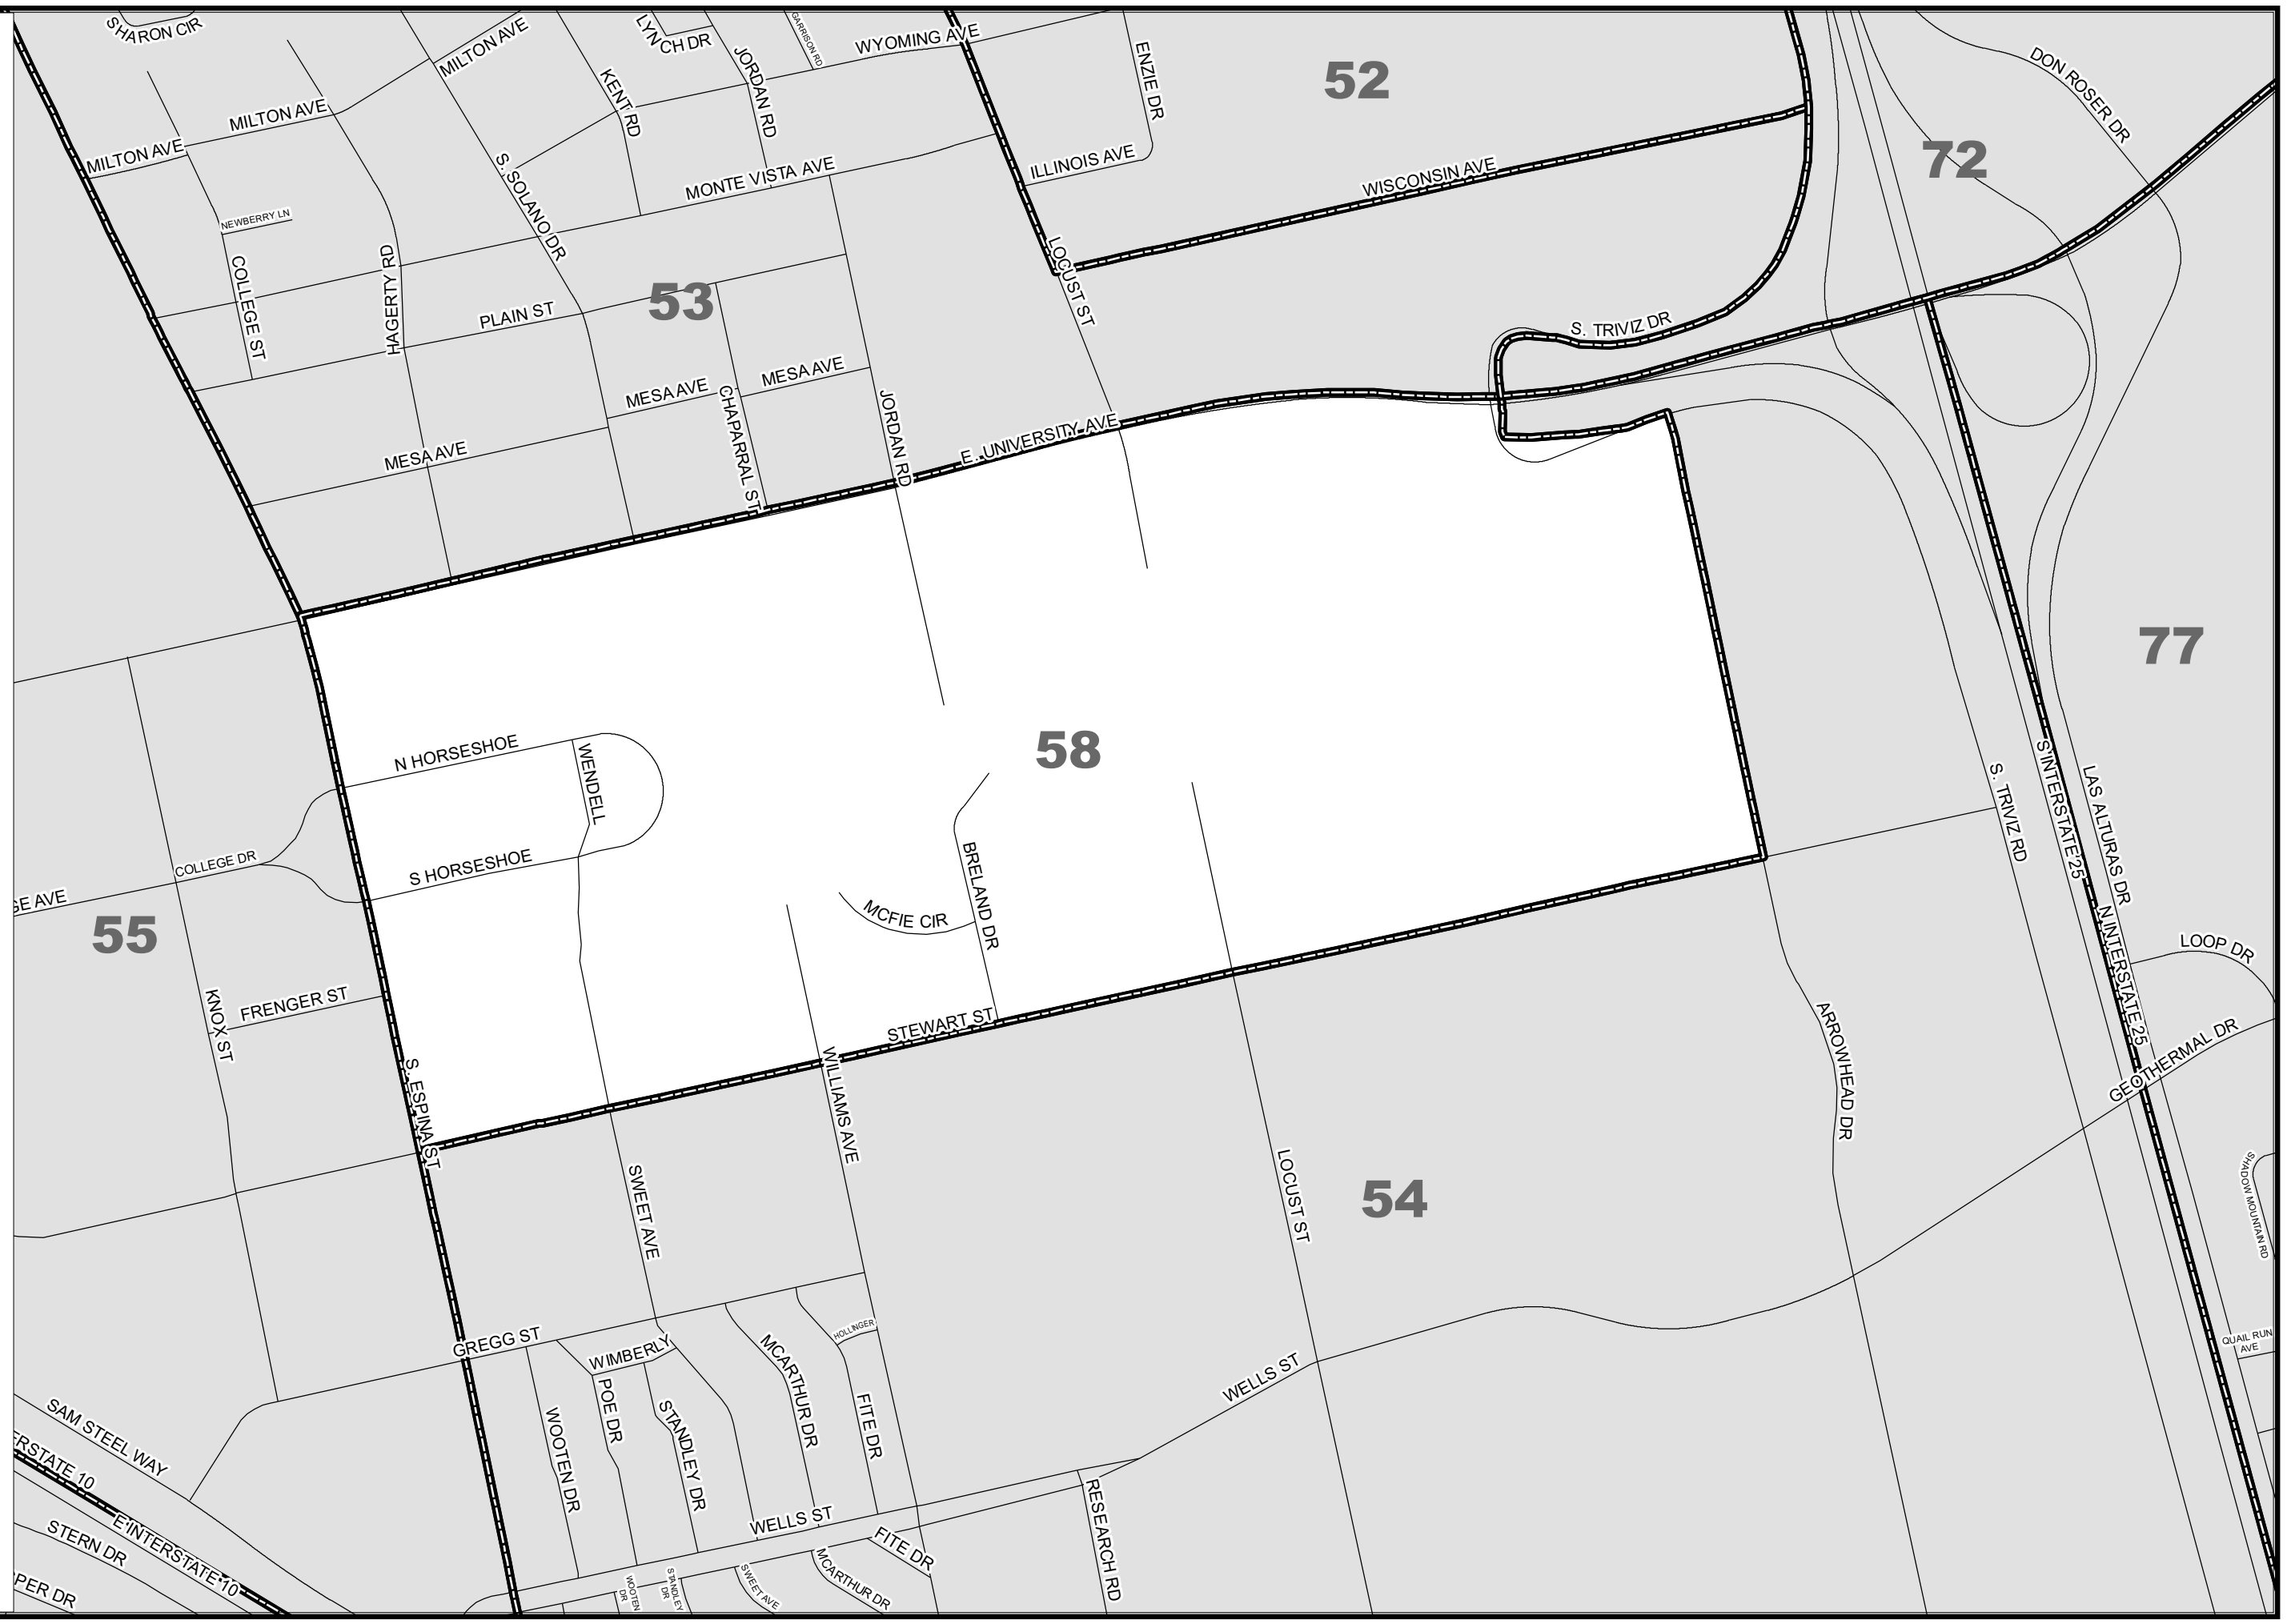 SHARON CIR
MILTON AVE
LYNCH DR
GARRISON RD
WYOMING AVE
ENZIE DR
52
DON ROSER DR
KENT RD
JORDAN RD
MILTON AVE
MILTON AVE
S. SOLANO DR
MONTE VISTA AVE
ILLINOIS AVE
WISCONSIN AVE
72
NEWBERRY LN
COLLEGE ST
HAGERTY RD
PLAIN ST
53
LOCUST ST
S. TRIVIZ DR
MESA AVE
MESA AVE
CHAPARRAL ST
JORDAN RD
MESA AVE
E. UNIVERSITY AVE
77
N HORSESHOE
WENDELL
58
S. TRIVIZ RD
S INTERSTATE 25
LAS ALTURAS DR
COLLEGE DR
S HORSESHOE
BRELAND DR
MCFIE CIR
GE AVE
55
N INTERSTATE 25
LOOP DR
KNOX ST
FRENGER ST
STEWART ST
ARROWHEAD DR
GEOTHERMAL DR
S. ESPINA ST
WILLIAMS AVE
SWEET AVE
LOCUST ST
54
SHADOW MOUNTAIN RD
GREGG ST
WIMBERLY
HOLLINGER
MCARTHUR DR
QUAIL RUN
AVE
WELLS ST
POE DR
FITE DR
WOOTEN DR
STANDLEY DR
SAM STEEL WAY
ERSTATE 10
E INTERSTATE 10
STERN DR
PER DR
WELLS ST
FITE DR
RESEARCH RD
WOOTEN
DR
STANDLEY
DR
SWEET AVE
MCARTHUR DR